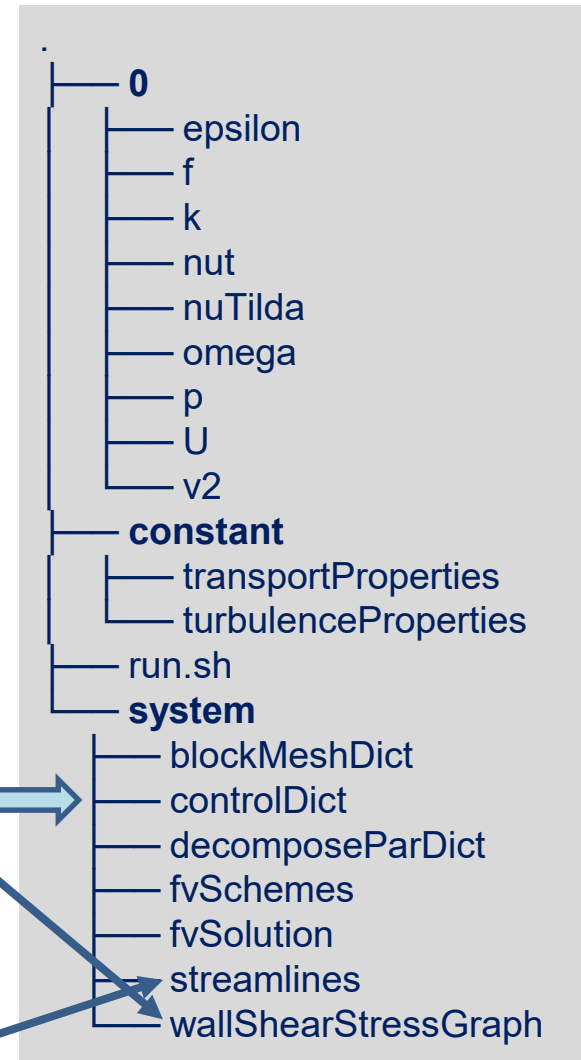 .
0
epsilon
f
k
nut
nuTilda
omega
p
U
v2
constant
transportProperties
turbulenceProperties
run.sh
system
blockMeshDict
controlDict
decomposeParDict
fvSchemes
fvSolution
streamlines
wallShearStressGraph